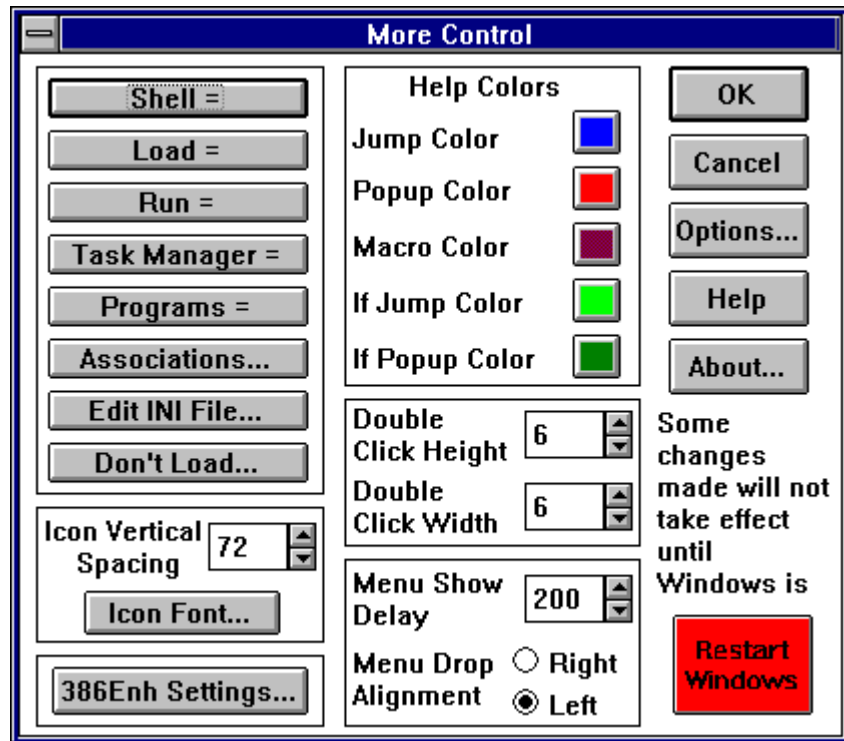 More Control
Shell =
Load =
Run =
Task Manager =
Programs =
Associations...
Edit INI File...
Don't Load...
Icon Vertical
Spacing
72
Icon Font...
386Enh Settings...
Help Colors
Jump Color
Popup Color
Macro Color
If Jump Color
If Popup Color
Double
Click Height
6
Double
Click Width
6
Menu Show
Delay
200
Menu Drop
Alignment
Right
Left
OK
Cancel
Options...
Help
About...
Some
changes
made will not
take effect
until
Windows is
Restart
Windows